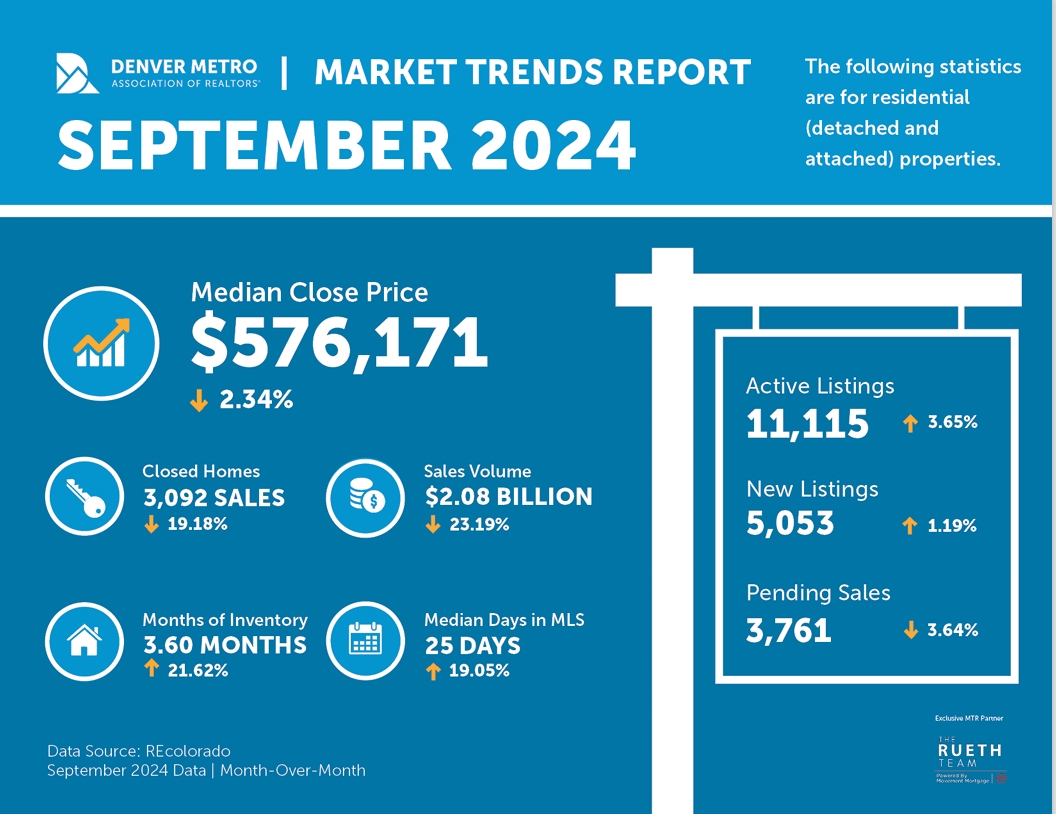 DENVER METRO
ASSOCIATION OF REALTORS®
| MARKET TRENDS REPORT
SEPTEMBER 2024
The following statistics
are for residential
(detached and
attached) properties.
Median Close Price
$576,171
2.34%
Closed Homes
3,092 SALES
19.18%
Sales Volume
$2.08 BILLION
23.19%
Months of Inventory
3.60 MONTHS
21.62%
Median Days in MLS
25 DAYS
19.05%
Active Listings
11,115
3.65%
New Listings
5,053
1.19%
Pending Sales
3,761
3.64%
Data Source: REcolorado
September 2024 Data | Month-Over-Month
Exclusive MTR Partner
THE
RUETH
TEAM
Powered By
Movement Mortgage